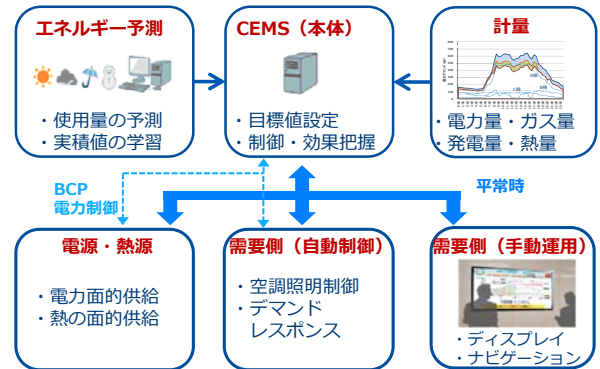 エネルギー予測
・使用量の予測
・実績値の学習
CEMS（本体）
・目標値設定
・制御・効果把握
計量
・電力量・ガス量
・発電量・熱量
BCP
電力制御
平常時
電源・熱源
・電力面的供給
・熱の面的供給
需要側（自動制御）
・空調照明制御
・デマンド
レスポンス
需要側（手動運用）
・ディスプレイ
・ナビゲーション